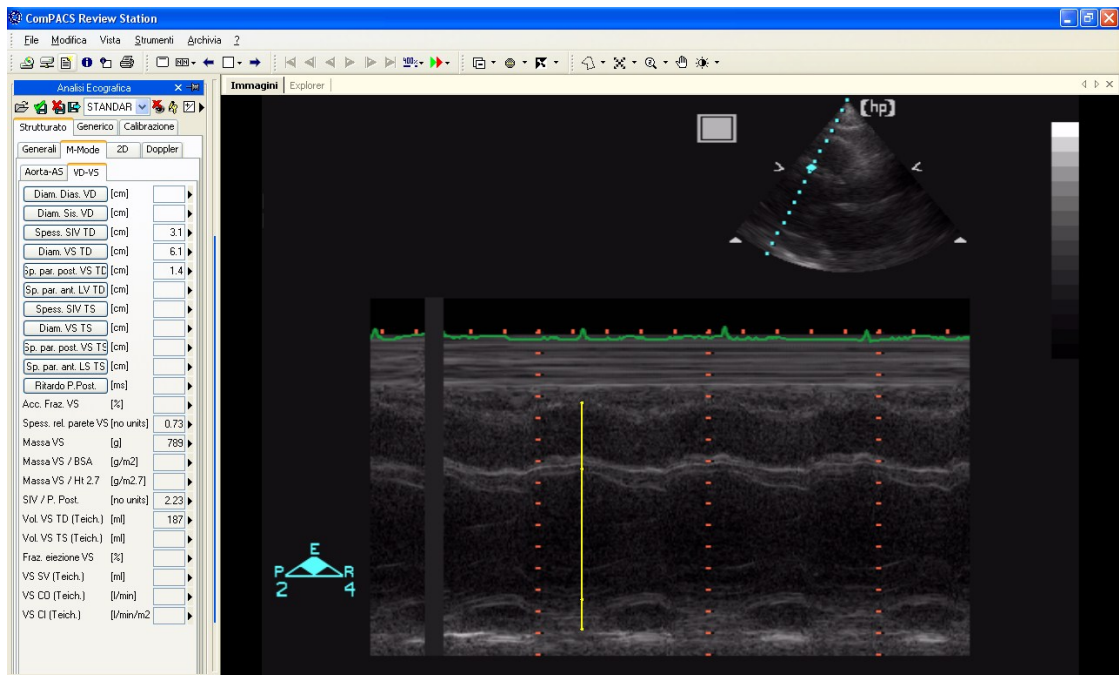 ComPACS Review Station
File Modifica Vista Strumenti Archivia ?
Analisi Ecografica
Immagini Explorer
STANDAR
Strutturato Generico Calibrazione
Generali M-Mode 2D Doppler
Aorta-AS VD-VS
Diam. Dias. VD [cm]
Diam. Sis. VD [cm]
Spess. SIV TD [cm] 3.1
Diam. VS TD [cm] 6.1
Sp. par. post. VS TD [cm] 1.4
Sp. par. ant. LV TD [cm]
Spess. SIV TS [cm]
Diam. VS TS [cm]
Sp. par. post. VS TS [cm]
Sp. par. ant. LS TS [cm]
Ritardo P.Post. [ms]
Acc. Fraz. VS [%]
Spess. rel. parete VS [no units] 0.73
Massa VS [g] 789
Massa VS / BSA [g/m2]
Massa VS / Ht 2.7 [g/m2.7]
SIV / P. Post. [no units] 2.23
Vol. VS TD (Teich.) [ml] 187
Vol. VS TS (Teich.) [ml]
Fraz. eiezione VS [%]
VS SV (Teich.) [ml]
VS CO (Teich.) [l/min]
VS CI (Teich.) [l/min/m2
(hp)
E
P R
2 4